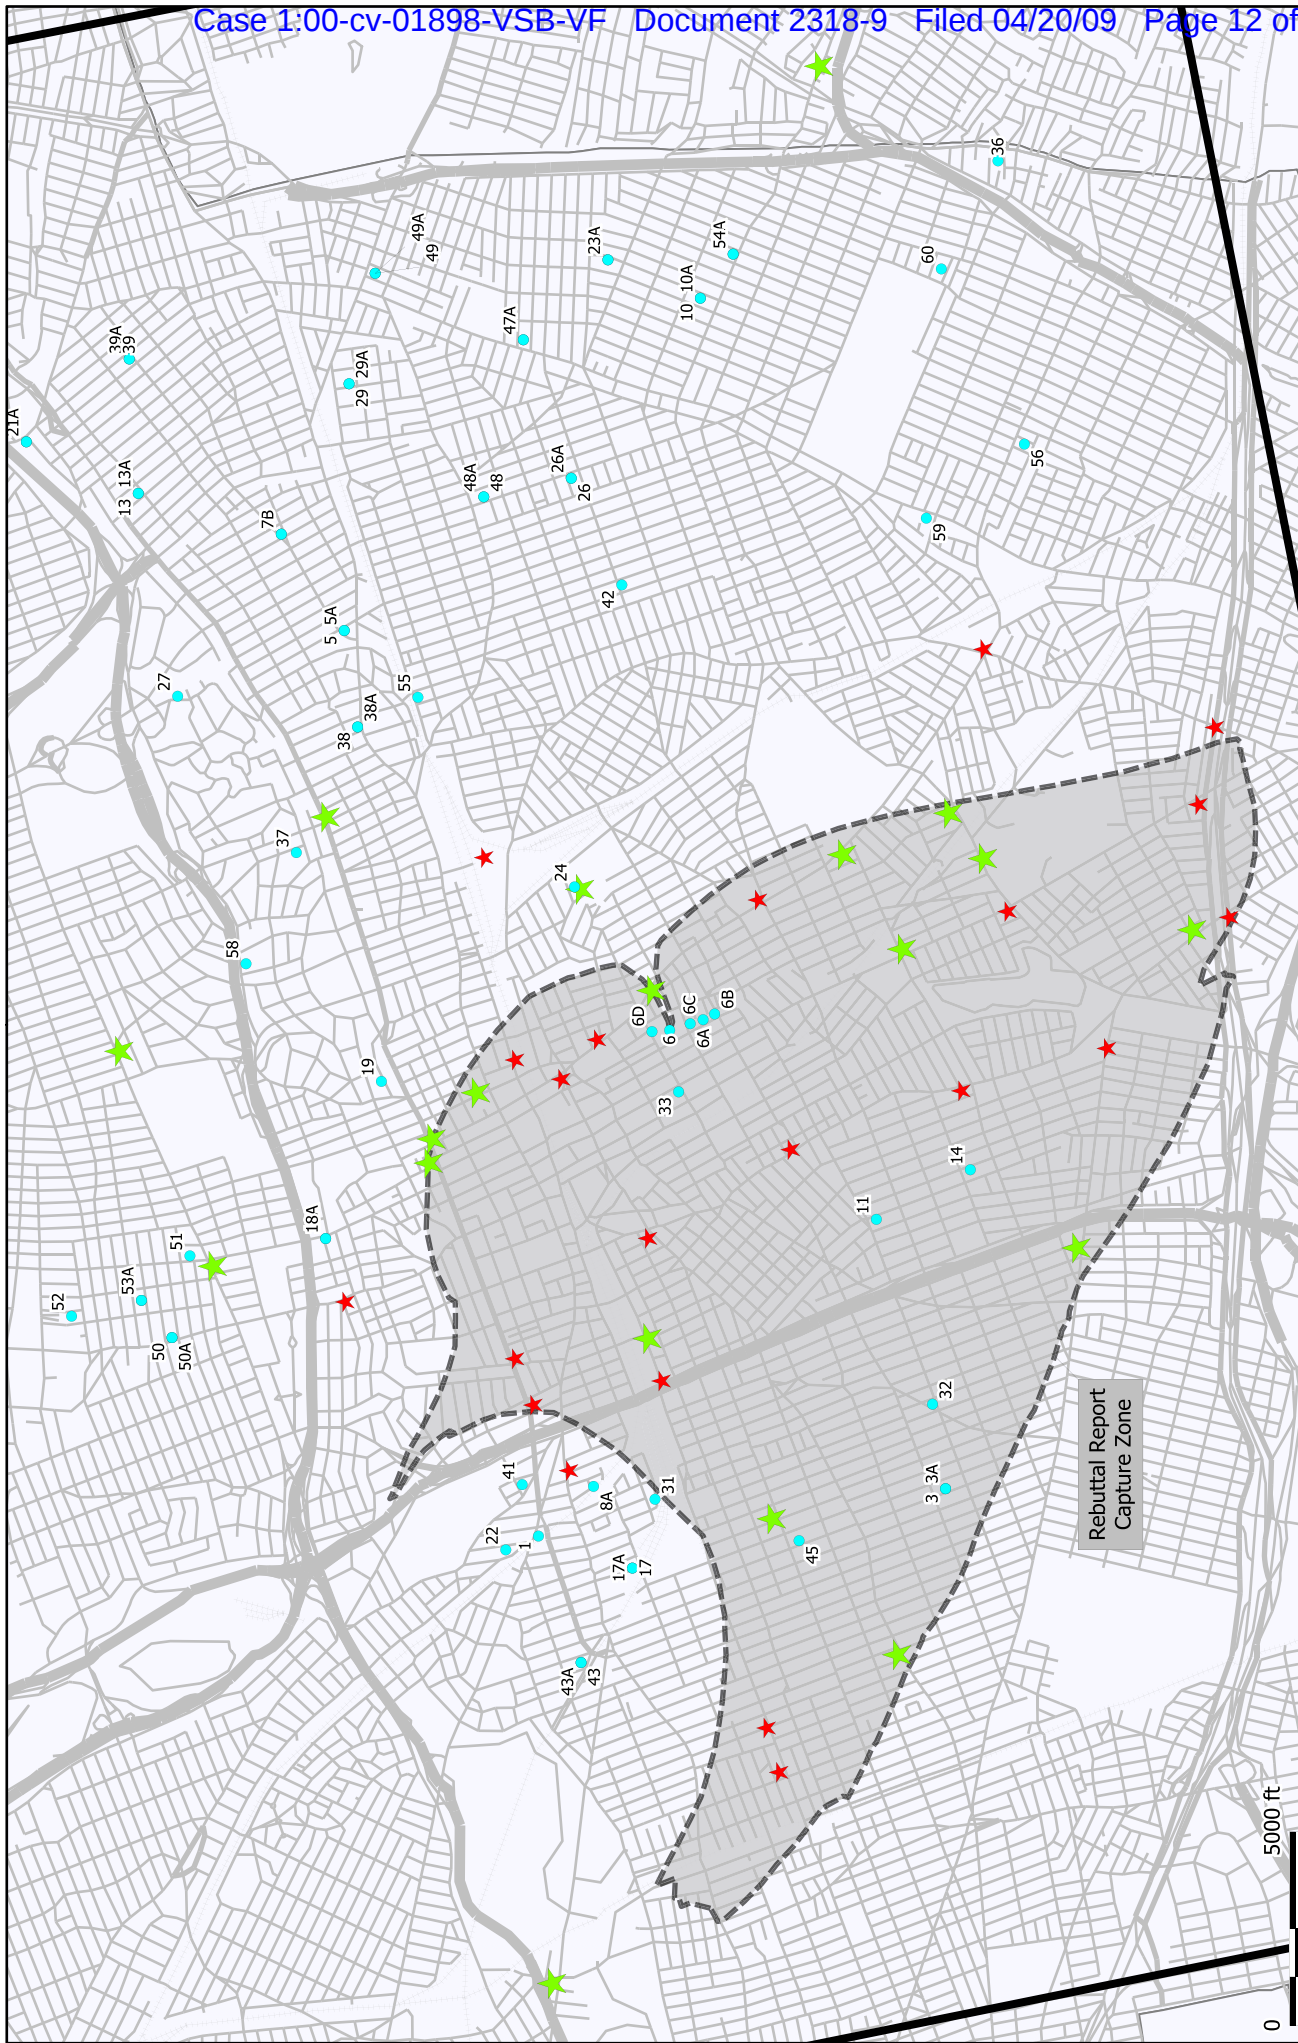 Case 1:00-cv-01898-VSB-VF Document 2318-9 Filed 04/20/09 Page 12 of
21A
39A
39
13 13A
7B
49A
49
29 29A
5 5A
27
38 38A
55
37
58
48A
48
26A
26
47A
23A
10 10A
54A
36
60
56
59
42
24
19
18A
51
52
53A
50
50A
6D
6
6C
6A
6B
33
14
11
41
22
1
8A
31
17A
17
43A
43
45
32
3 3A
Rebuttal Report
Capture Zone
0 5000 ft